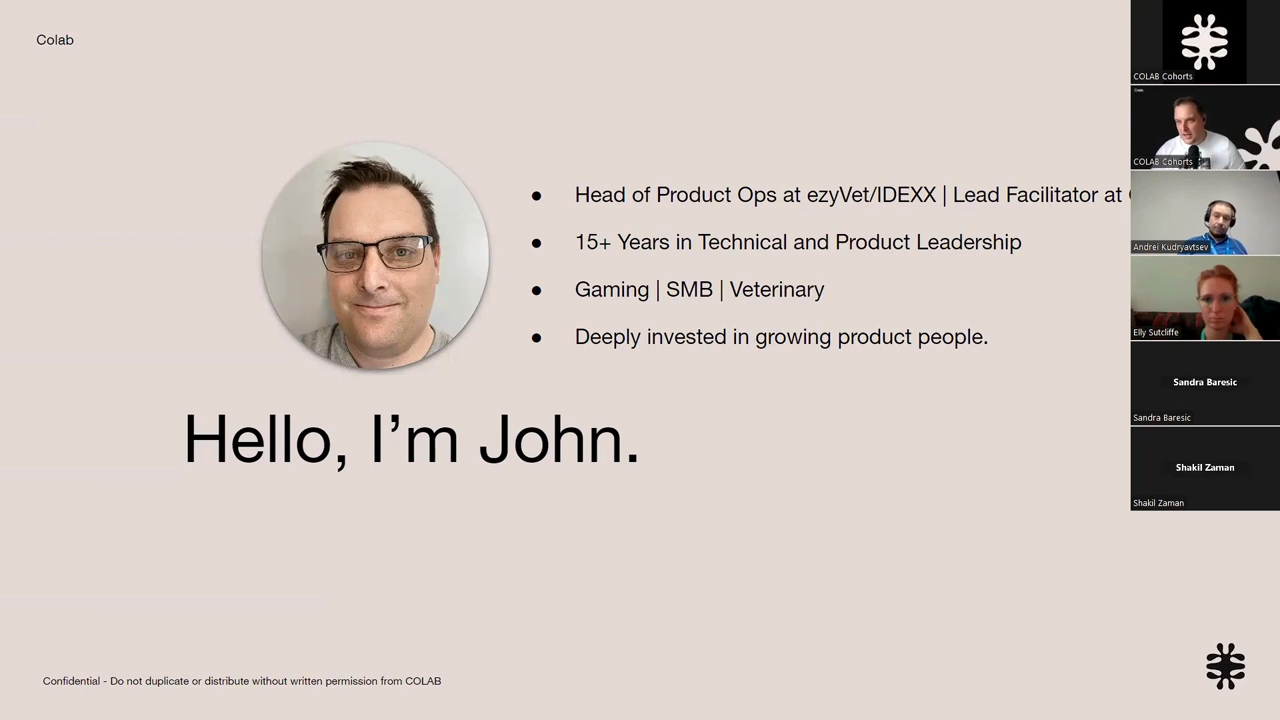 Colab
Head of Product Ops at ezyVet/IDEXX | Lead Facilitator at
15+ Years in Technical and Product Leadership
Gaming | SMB | Veterinary
Deeply invested in growing product people.
Hello, I'm John.
Confidential - Do not duplicate or distribute without written permission from COLAB
COLAB Cohorts
COLAB Cohorts
Andrei Kudryavtsev
Elly Sutcliffe
Sandra Baresic
Sandra Baresic
Shakil Zaman
Shakil Zaman